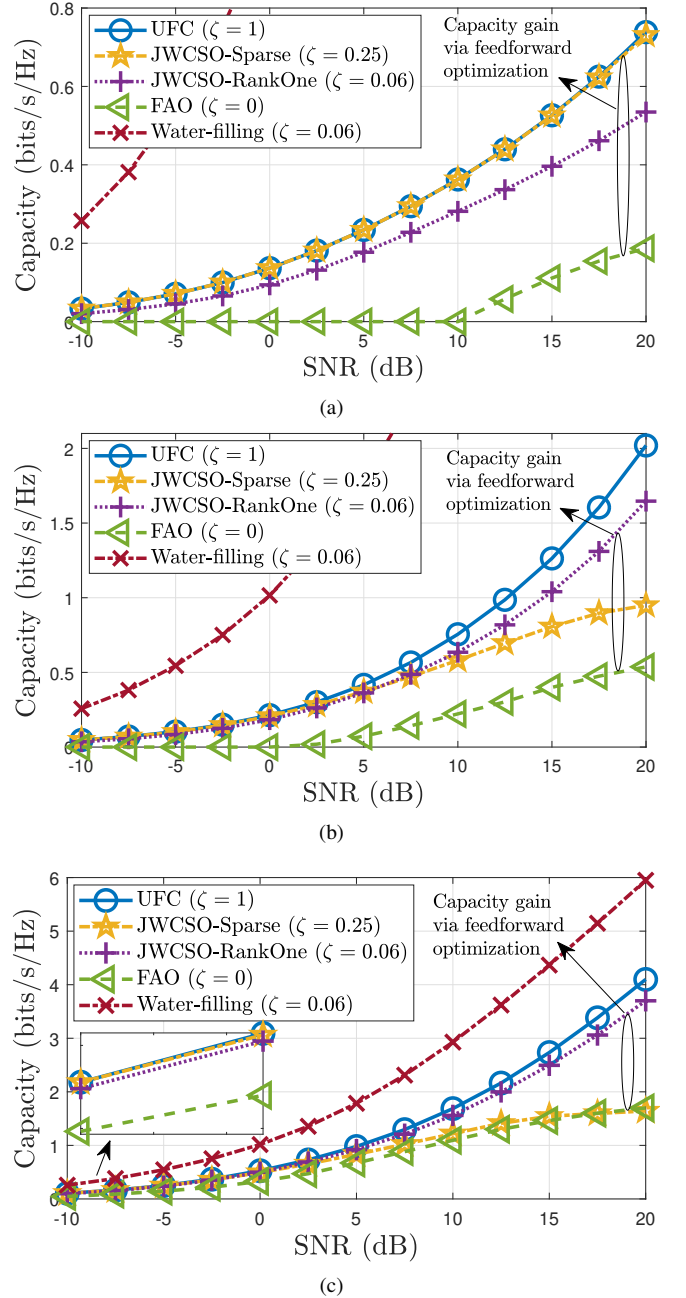 0.8
0.6
0.4
0.2
0
Capacity (bits/s/Hz)
UFC (ζ = 1)
JWCSO-Sparse (ζ = 0.25)
JWCSO-RankOne (ζ = 0.06)
FAO (ζ = 0)
Water-filling (ζ = 0.06)
Capacity gain
via feedforward
optimization
-10 -5 0 5 10 15 20
SNR (dB)
(a)
2
1.5
1
0.5
0
Capacity (bits/s/Hz)
UFC (ζ = 1)
JWCSO-Sparse (ζ = 0.25)
JWCSO-RankOne (ζ = 0.06)
FAO (ζ = 0)
Water-filling (ζ = 0.06)
Capacity gain
via feedforward
optimization
-10 -5 0 5 10 15 20
SNR (dB)
(b)
6
5
4
3
2
1
0
Capacity (bits/s/Hz)
UFC (ζ = 1)
JWCSO-Sparse (ζ = 0.25)
JWCSO-RankOne (ζ = 0.06)
FAO (ζ = 0)
Water-filling (ζ = 0.06)
Capacity gain
via feedforward
optimization
-10 -5 0 5 10 15 20
SNR (dB)
(c)